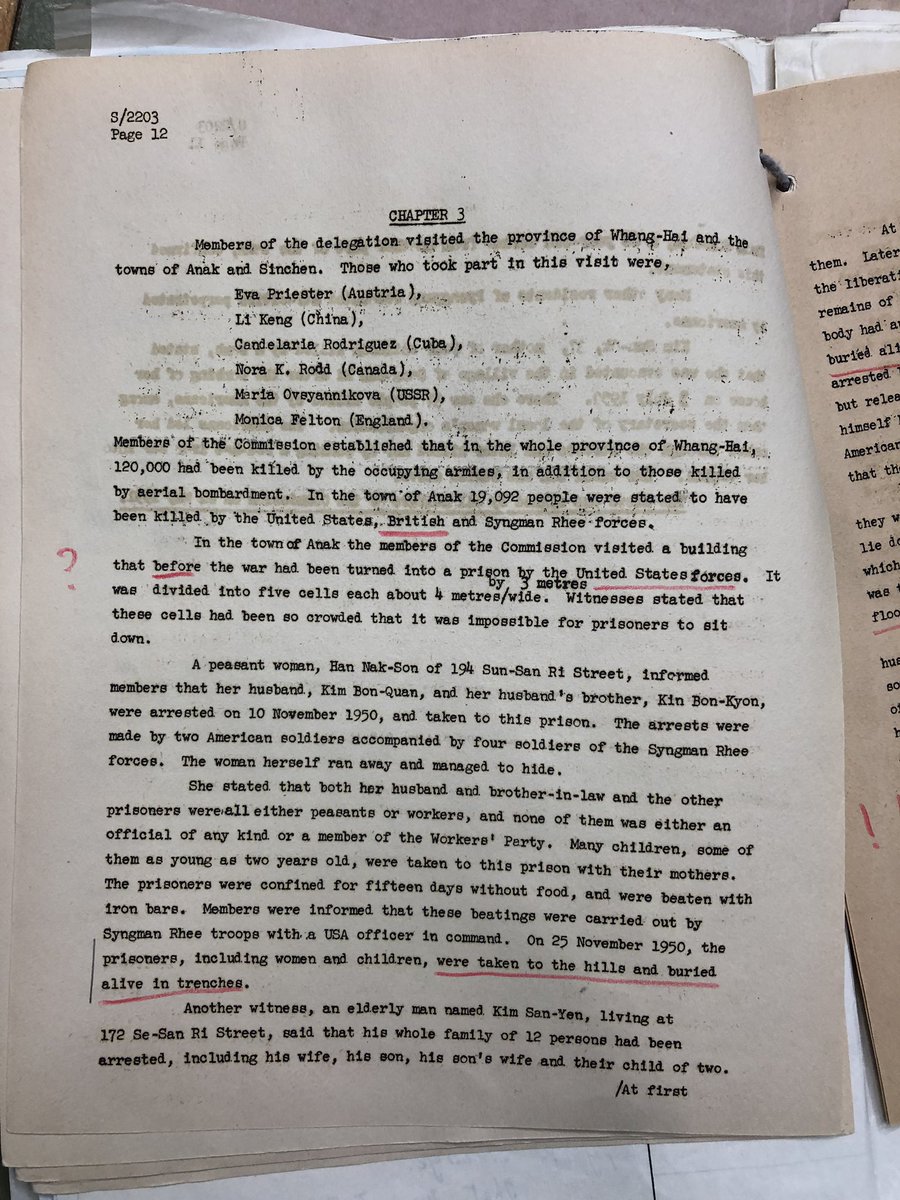 S/2203
Page 12
CHAPTER 3
Members of the delegation visited the province of Whang-Hai and the
towns of Anak and Sinchen. Those who took part in this visit were,
Eva Priester (Austria),
Li Keng (China),
Candelaria Rodriguez (Cuba),
Nora K. Rodd (Canada),
Maria Ovsyannikova (USSR),
Monica Felton (England).
Members of the Commission established that in the whole province of Whang-Hai,
120,000 had been killed by the occupying armies, in addition to those killed
by aerial bombardment. In the town of Anak 19,092 people were stated to have
been killed by the United States, British and Syngman Rhee forces.
In the town of Anak the members of the Commission visited a building
? that before the war had been turned into a prison by the United States forces. It
by 3 metres
was divided into five cells each about 4 metres/wide. Witnesses stated that
these cells had been so crowded that it was impossible for prisoners to sit
down.
A peasant woman, Han Nak-Son of 194 Sun-San Ri Street, informed
members that her husband, Kim Bon-Quan, and her husband's brother, Kin Bon-Kyon,
were arrested on 10 November 1950, and taken to this prison. The arrests were
made by two American soldiers accompanied by four soldiers of the Syngman Rhee
forces. The woman herself ran away and managed to hide.
She stated that both her husband and brother-in-law and the other
prisoners were all either peasants or workers, and none of them was either an
official of any kind or a member of the Workers' Party. Many children, some of
them as young as two years old, were taken to this prison with their mothers.
The prisoners were confined for fifteen days without food, and were beaten with
iron bars. Members were informed that these beatings were carried out by
Syngman Rhee troops with a USA officer in command. On 25 November 1950, the
prisoners, including women and children, were taken to the hills and buried
alive in trenches.
Another witness, an elderly man named Kim San-Yen, living at
172 Se-San Ri Street, said that his whole family of 12 persons had been
arrested, including his wife, his son, his son's wife and their child of two.
/At first
At
them. Later
the
remains of
body had
buried
arrested
but
himself
American
that
they
lie
which
was
!